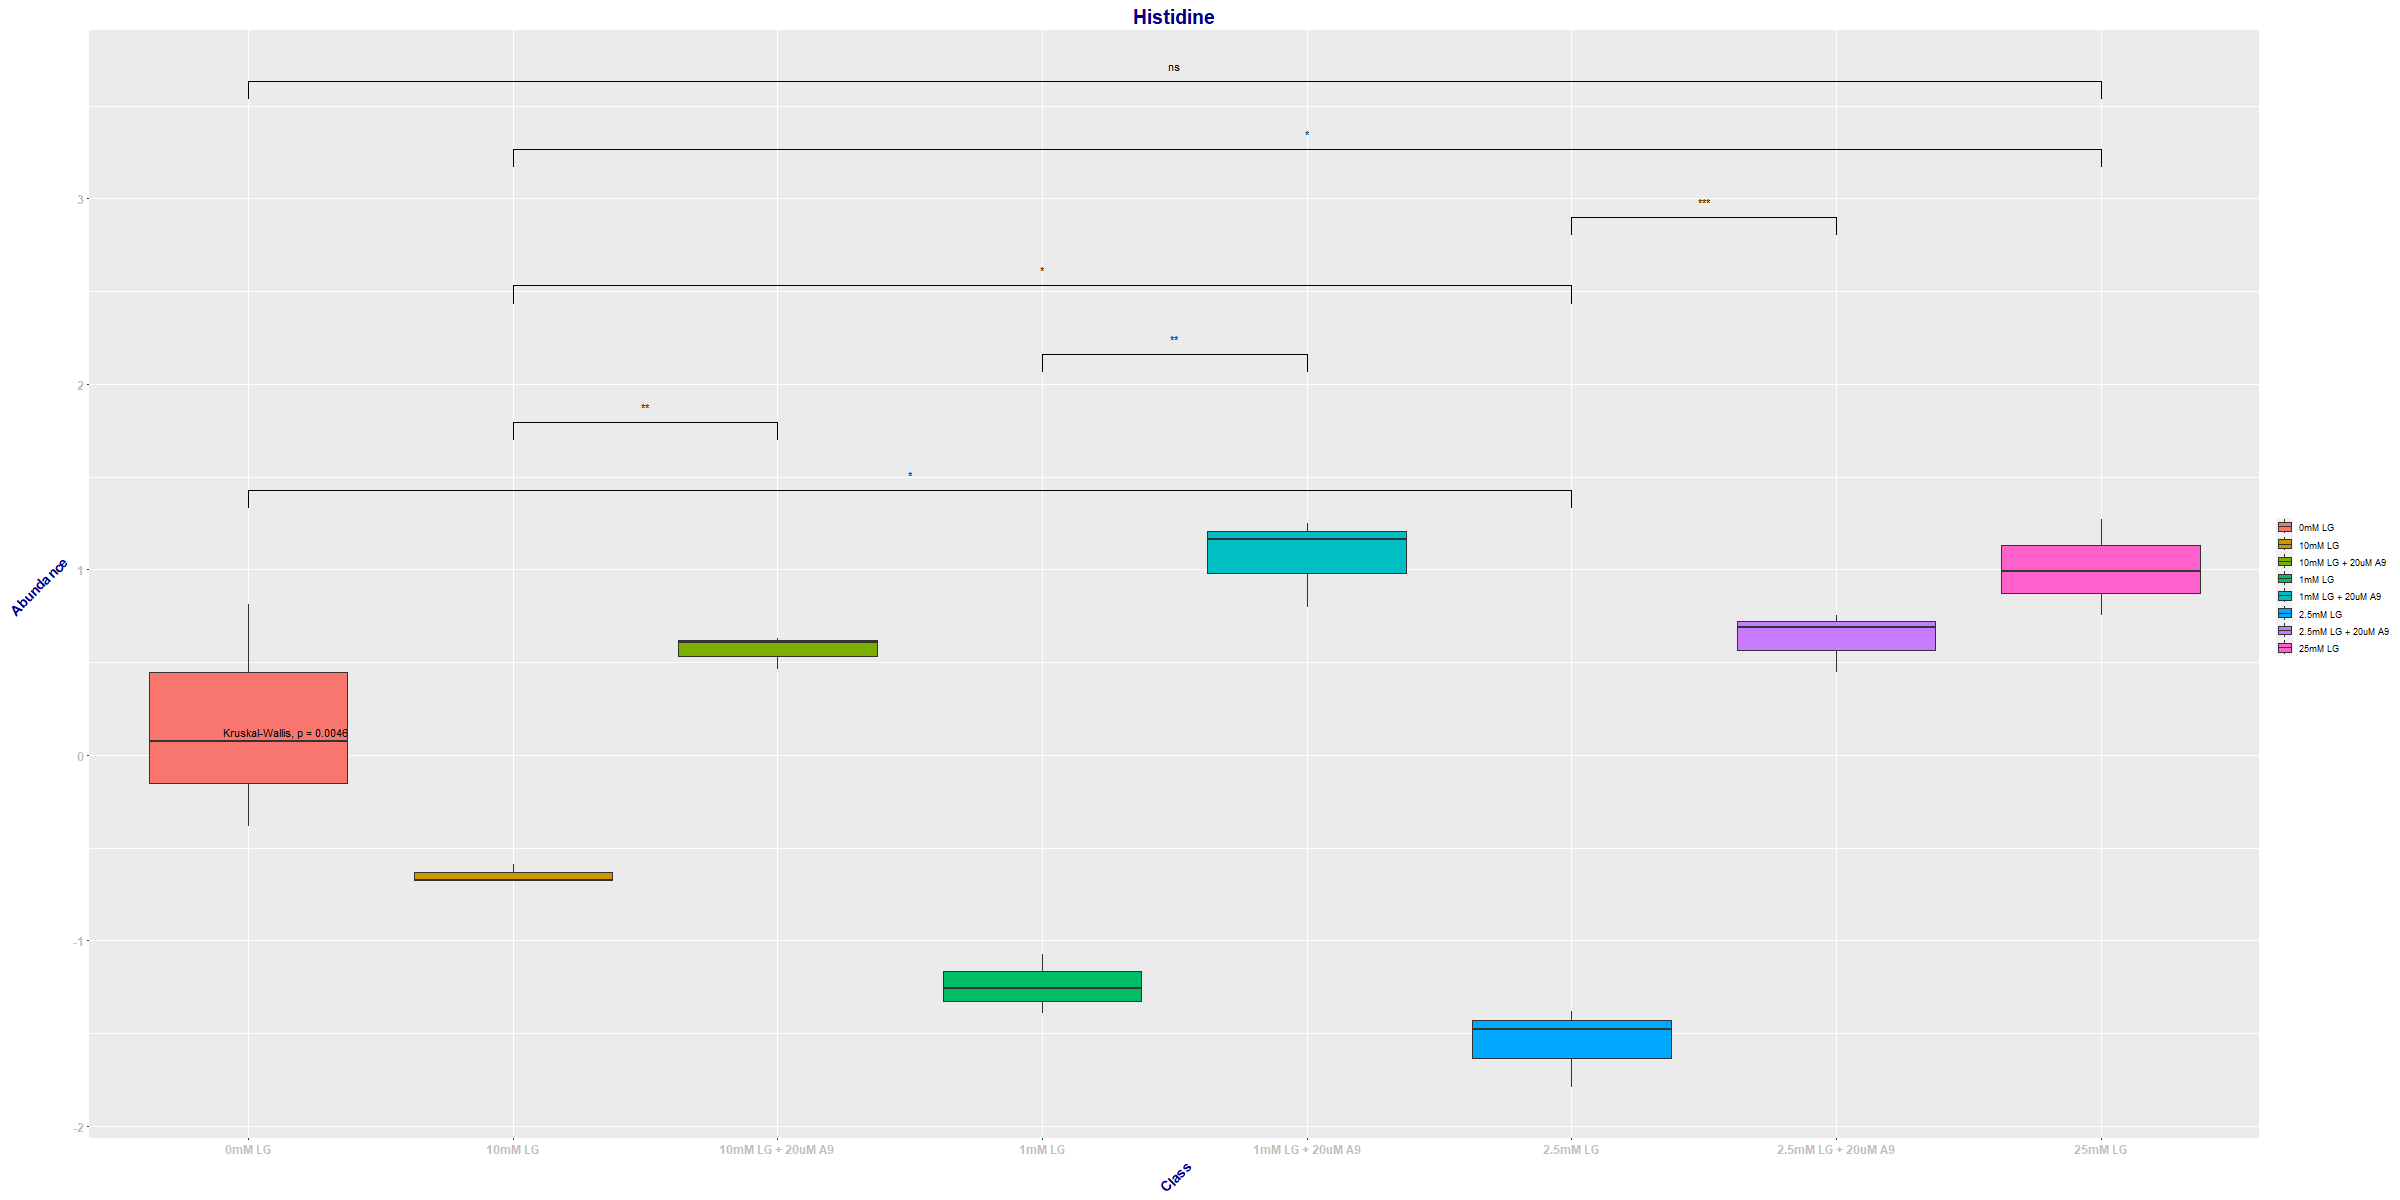 Histidine
ns
*
***
*
**
**
*
3
2
1
0
-1
-2
Abundance
Kruskal-Wallis, p = 0.0046
0mM LG
10mM LG
10mM LG + 20uM A9
1mM LG
1mM LG + 20uM A9
2.5mM LG
2.5mM LG + 20uM A9
25mM LG
Class
0mM LG
10mM LG
10mM LG + 20uM A9
1mM LG
1mM LG + 20uM A9
2.5mM LG
2.5mM LG + 20uM A9
25mM LG